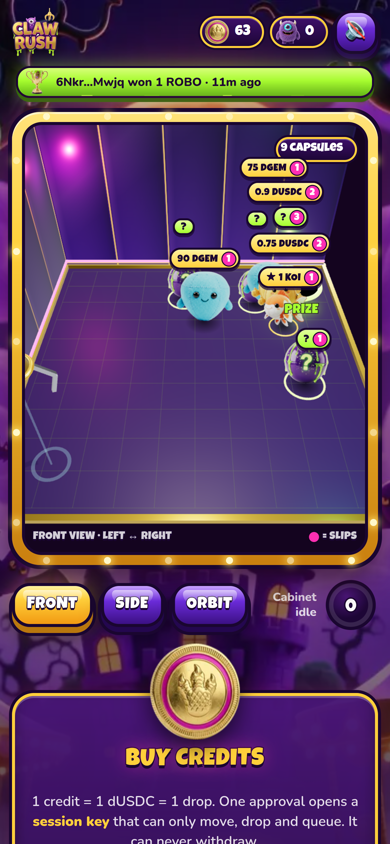 CLAW
RUSH
63
0
6Nkr...Mwjq won 1 ROBO · 11m ago
9 CAPSULES
75 DGEM 1
0.9 DUSDC 2
?
? 3
?
0.75 DUSDC 2
90 DGEM 1
★ 1 KOI 1
PRIZE
? 1
?
FRONT VIEW · LEFT ↔ RIGHT
= SLIPS
FRONT
SIDE
ORBIT
Cabinet
idle
0
BUY CREDITS
1 credit = 1 dUSDC = 1 drop. One approval opens a
session key that can only move, drop and queue. It
can never withdraw